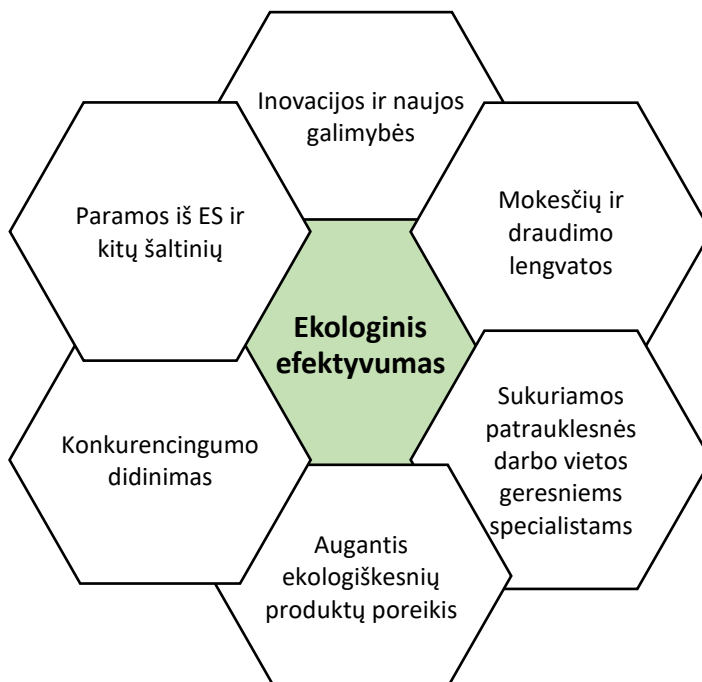 Inovacijos ir naujos
galimybės
Paramos iš ES ir
kitų šaltinių
Mokesčių ir
draudimo
lengvatos
Ekologinis
efektyvumas
Konkurencingumo
didinimas
Sukuriamos
patrauklesnės
darbo vietos
geresniems
specialistams
Augantis
ekologiškesnių
produktų poreikis